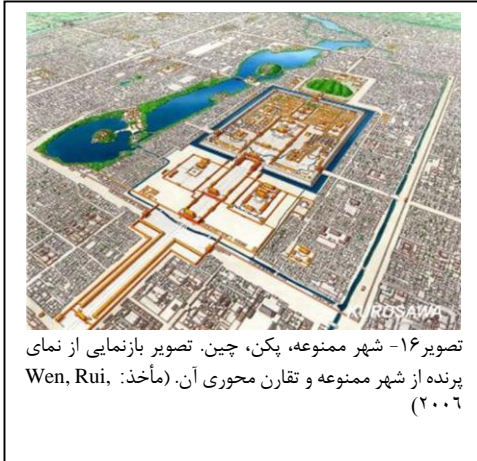 KUROSAWA
تصویر۱۶- شهر ممنوعه، پکن، چین. تصویر بازنمایی از نمای
پرنده از شهر ممنوعه و تقارن محوری آن. (مأخذ: Wen, Rui,
۲۰۰٦)